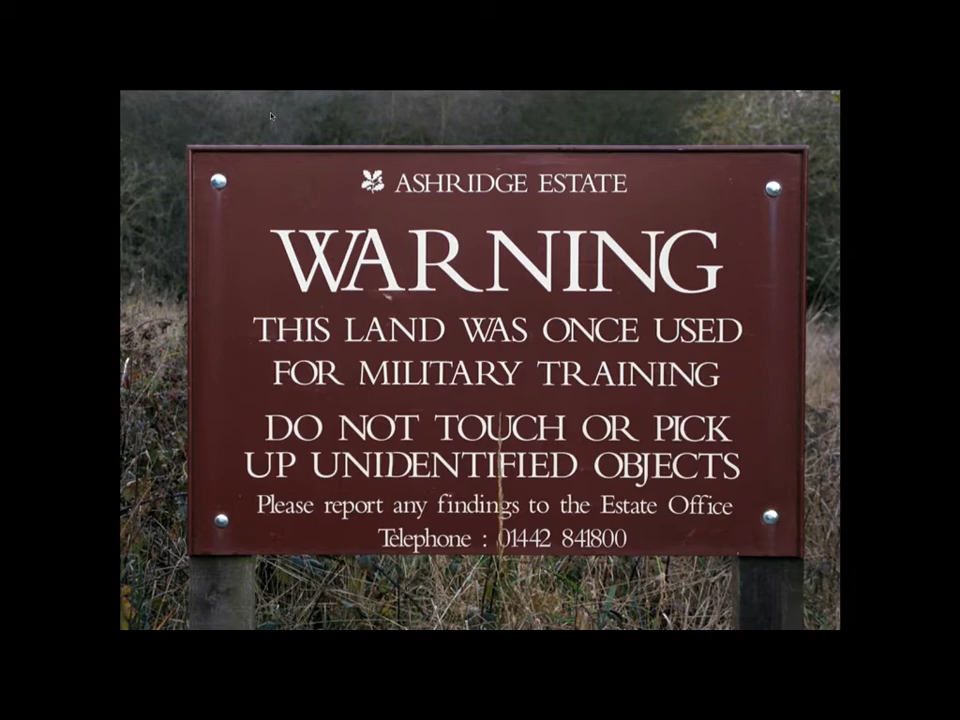 ASHRIDGE ESTATE
WARNING
THIS LAND WAS ONCE USED
FOR MILITARY TRAINING
DO NOT TOUCH OR PICK
UP UNIDENTIFIED OBJECTS
Please report any findings to the Estate Office
Telephone : 01442 841800